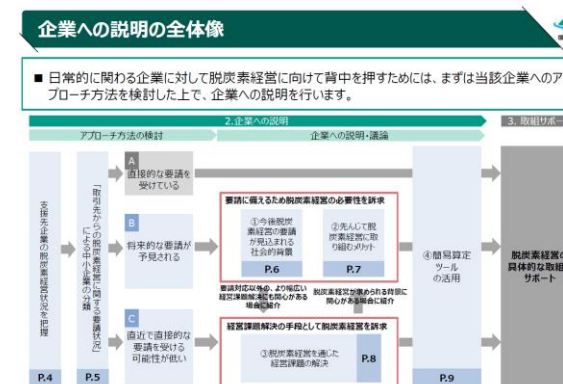 企業への説明の全体像
■ 日常的に関わる企業に対して脱炭素経営に向けて背中を押すためには、まずは当該企業へのア
プローチ方法を検討した上で、企業への説明を行います。
2.企業への説明
3. 取組サポー
アプローチ方法の検討
企業への説明・議論
支援先企業の脱炭素経営状況を把握
P.4
「取引先からの脱炭素経営に関する要請状況」
による中小企業の分類
P.5
A
直接的な要請を
受けている
B
将来的な要請が
予見される
C
直近で直接的な
要請を受ける
可能性が低い
要請に備えるため脱炭素経営の必要性を訴求
①今後脱炭
素経営の要請
が見込まれる
社会的背景
P.6
②先んじて脱
炭素経営に取
り組むメリット
P.7
要請対応以外の、より幅広い
経営課題解決にも関心がある
場合に紹介
脱炭素経営が求められる背景に
関心がある場合に紹介
経営課題解決の手段として脱炭素経営を訴求
③脱炭素経営を通じた
経営課題の解決
P.8
④簡易算定
ツール
の活用
P.9
脱炭素経営の
具体的な取組
サポート